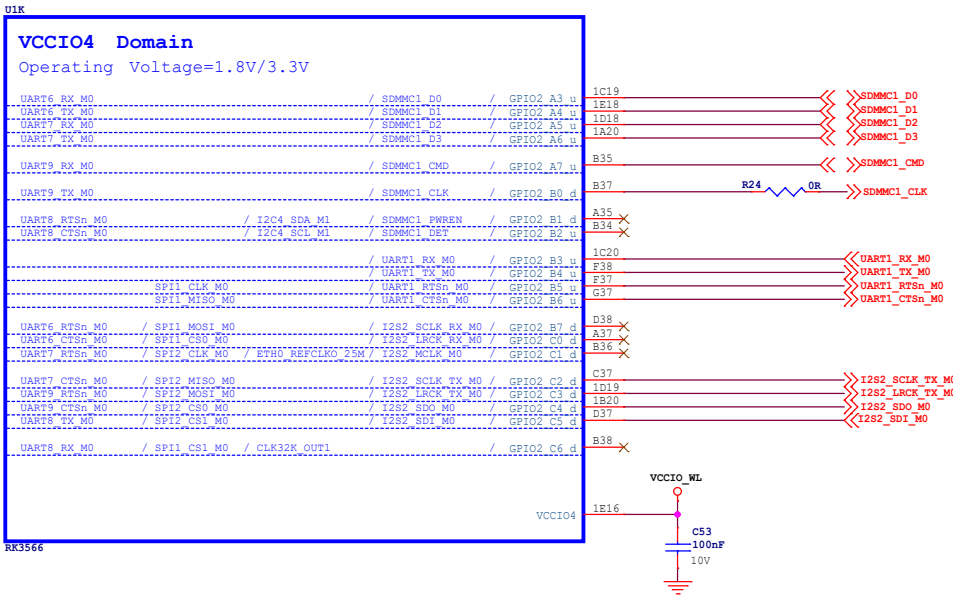 U1K
VCCIO4 Domain
Operating Voltage=1.8V/3.3V
UART6_RX_M0 / SDMMC1_D0 / GPIO2_A3_u 1C19 SDMMC1_D0
UART6_TX_M0 / SDMMC1_D1 / GPIO2_A4_u 1E18 SDMMC1_D1
UART7_RX_M0 / SDMMC1_D2 / GPIO2_A5_u 1D18 SDMMC1_D2
UART7_TX_M0 / SDMMC1_D3 / GPIO2_A6_u 1A20 SDMMC1_D3
UART9_RX_M0 / SDMMC1_CMD / GPIO2_A7_u B35 SDMMC1_CMD
UART9_TX_M0 / SDMMC1_CLK / GPIO2_B0_d B37 R24 0R SDMMC1_CLK
UART8_RTSn_M0 / I2C4_SDA_M1 / SDMMC1_PWREN / GPIO2_B1_d A35
UART8_CTSn_M0 / I2C4_SCL_M1 / SDMMC1_DET / GPIO2_B2_u B34
/ UART1_RX_M0 / GPIO2_B3_u 1C20 UART1_RX_M0
/ UART1_TX_M0 / GPIO2_B4_u F38 UART1_TX_M0
SPI1_CLK_M0 / UART1_RTSn_M0 / GPIO2_B5_u F37 UART1_RTSn_M0
SPI1_MISO_M0 / UART1_CTSn_M0 / GPIO2_B6_u G37 UART1_CTSn_M0
UART6_RTSn_M0 / SPI1_MOSI_M0 / I2S2_SCLK_RX_M0 / GPIO2_B7_d D38
UART6_CTSn_M0 / SPI1_CS0_M0 / I2S2_LRCK_RX_M0 / GPIO2_C0_d A37
UART7_RTSn_M0 / SPI2_CLK_M0 / ETH0_REFCLKO_25M / I2S2_MCLK_M0 / GPIO2_C1_d B36
UART7_CTSn_M0 / SPI2_MISO_M0 / I2S2_SCLK_TX_M0 / GPIO2_C2_d C37 I2S2_SCLK_TX_M0
UART9_RTSn_M0 / SPI2_MOSI_M0 / I2S2_LRCK_TX_M0 / GPIO2_C3_d 1D19 I2S2_LRCK_TX_M0
UART9_CTSn_M0 / SPI2_CS0_M0 / I2S2_SDO_M0 / GPIO2_C4_d 1B20 I2S2_SDO_M0
UART8_TX_M0 / SPI2_CS1_M0 / I2S2_SDI_M0 / GPIO2_C5_d D37 I2S2_SDI_M0
UART8_RX_M0 / SPI1_CS1_M0 / CLK32K_OUT1 / GPIO2_C6_d B38
VCCIO_WL
VCCIO4 1E16
C53
100nF
10V
RK3566